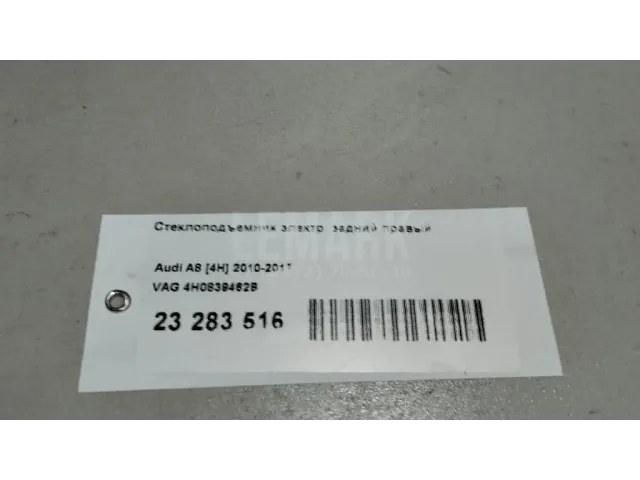 Стеклоподъемник электр. задний правый
Audi A8 [4H] 2010-2017
VAG 4H0839462B
23 283 516